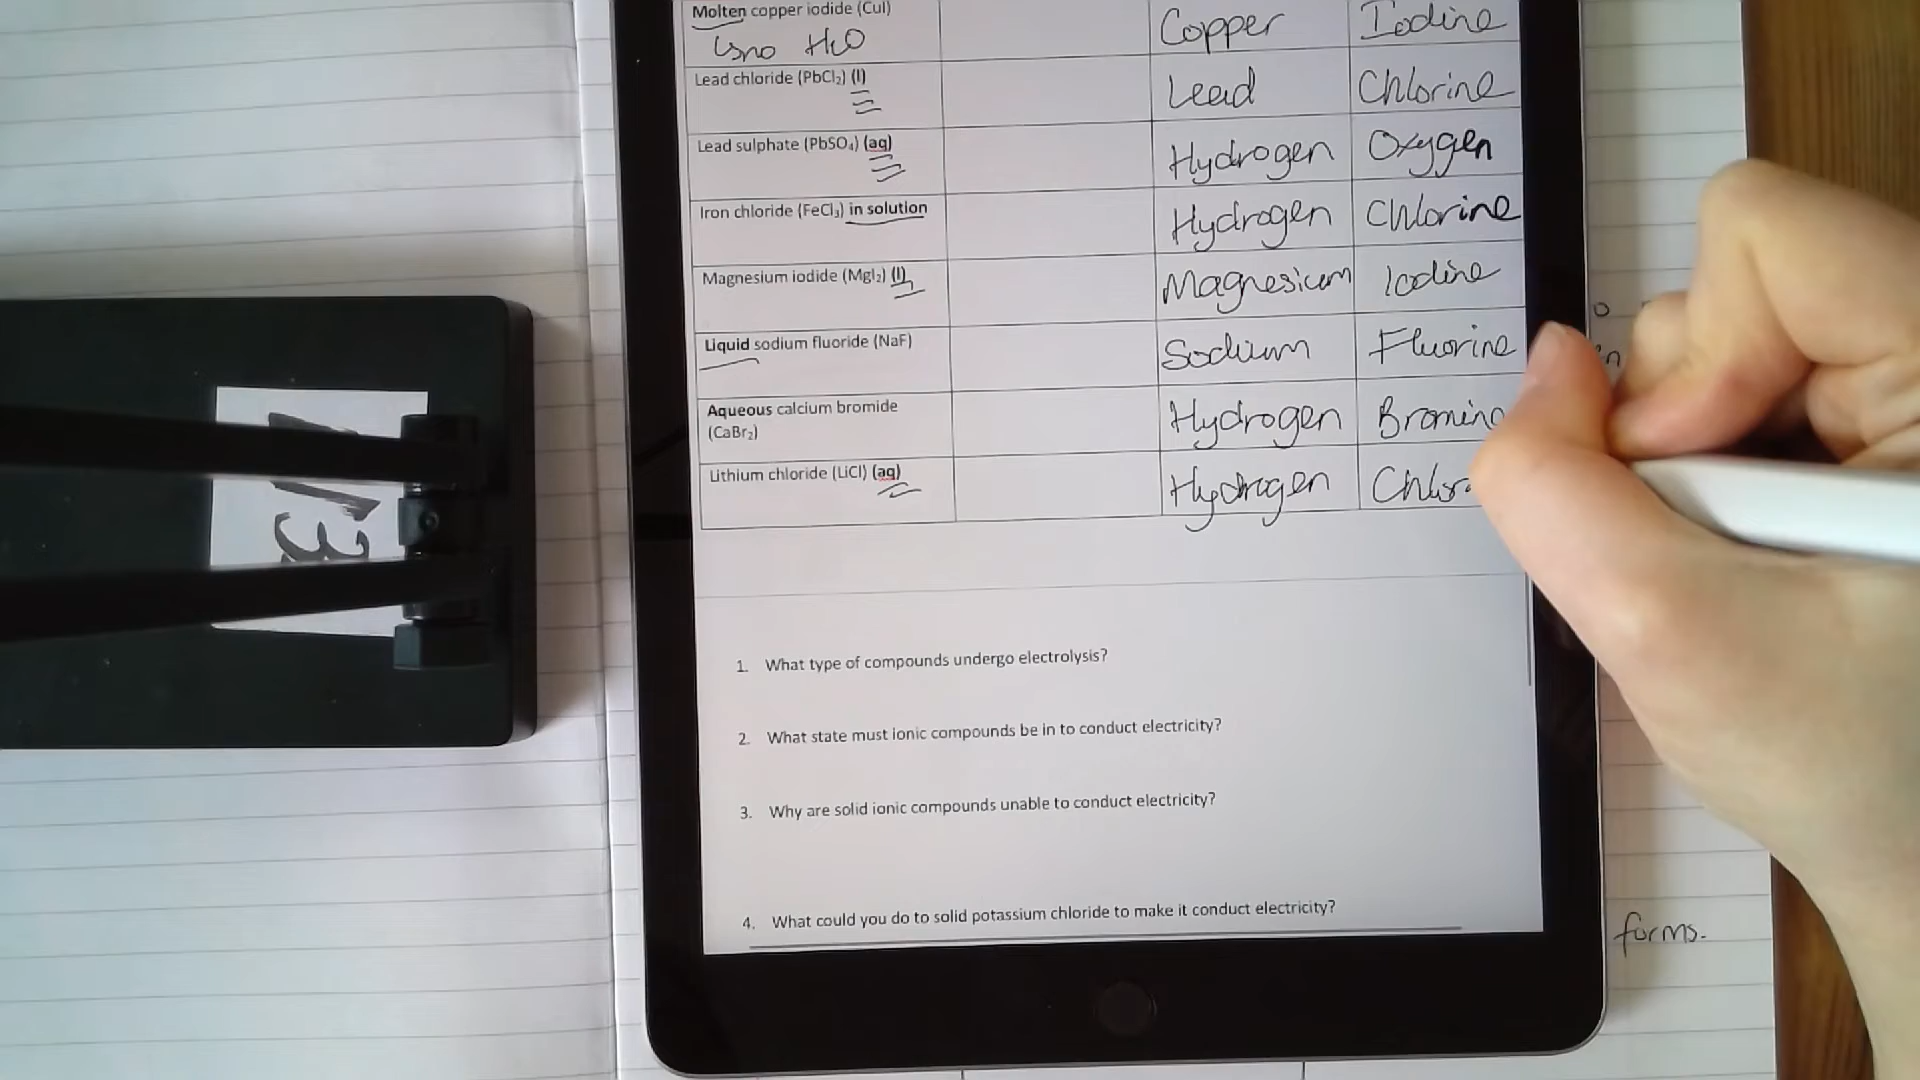 Molten copper iodide (CuI) Copper Iodine
↳no H₂O
Lead chloride (PbCl₂) (l) Lead Chlorine
Lead sulphate (PbSO₄) (aq) Hydrogen Oxygen
Iron chloride (FeCl₃) in solution Hydrogen Chlorine
Magnesium iodide (MgI₂) (l) Magnesium Iodine
Liquid sodium fluoride (NaF) Sodium Fluorine
Aqueous calcium bromide Hydrogen Bromin
(CaBr₂)
Lithium chloride (LiCl) (aq) Hydrogen Chlor
1. What type of compounds undergo electrolysis?
2. What state must ionic compounds be in to conduct electricity?
3. Why are solid ionic compounds unable to conduct electricity?
4. What could you do to solid potassium chloride to make it conduct electricity?
forms.